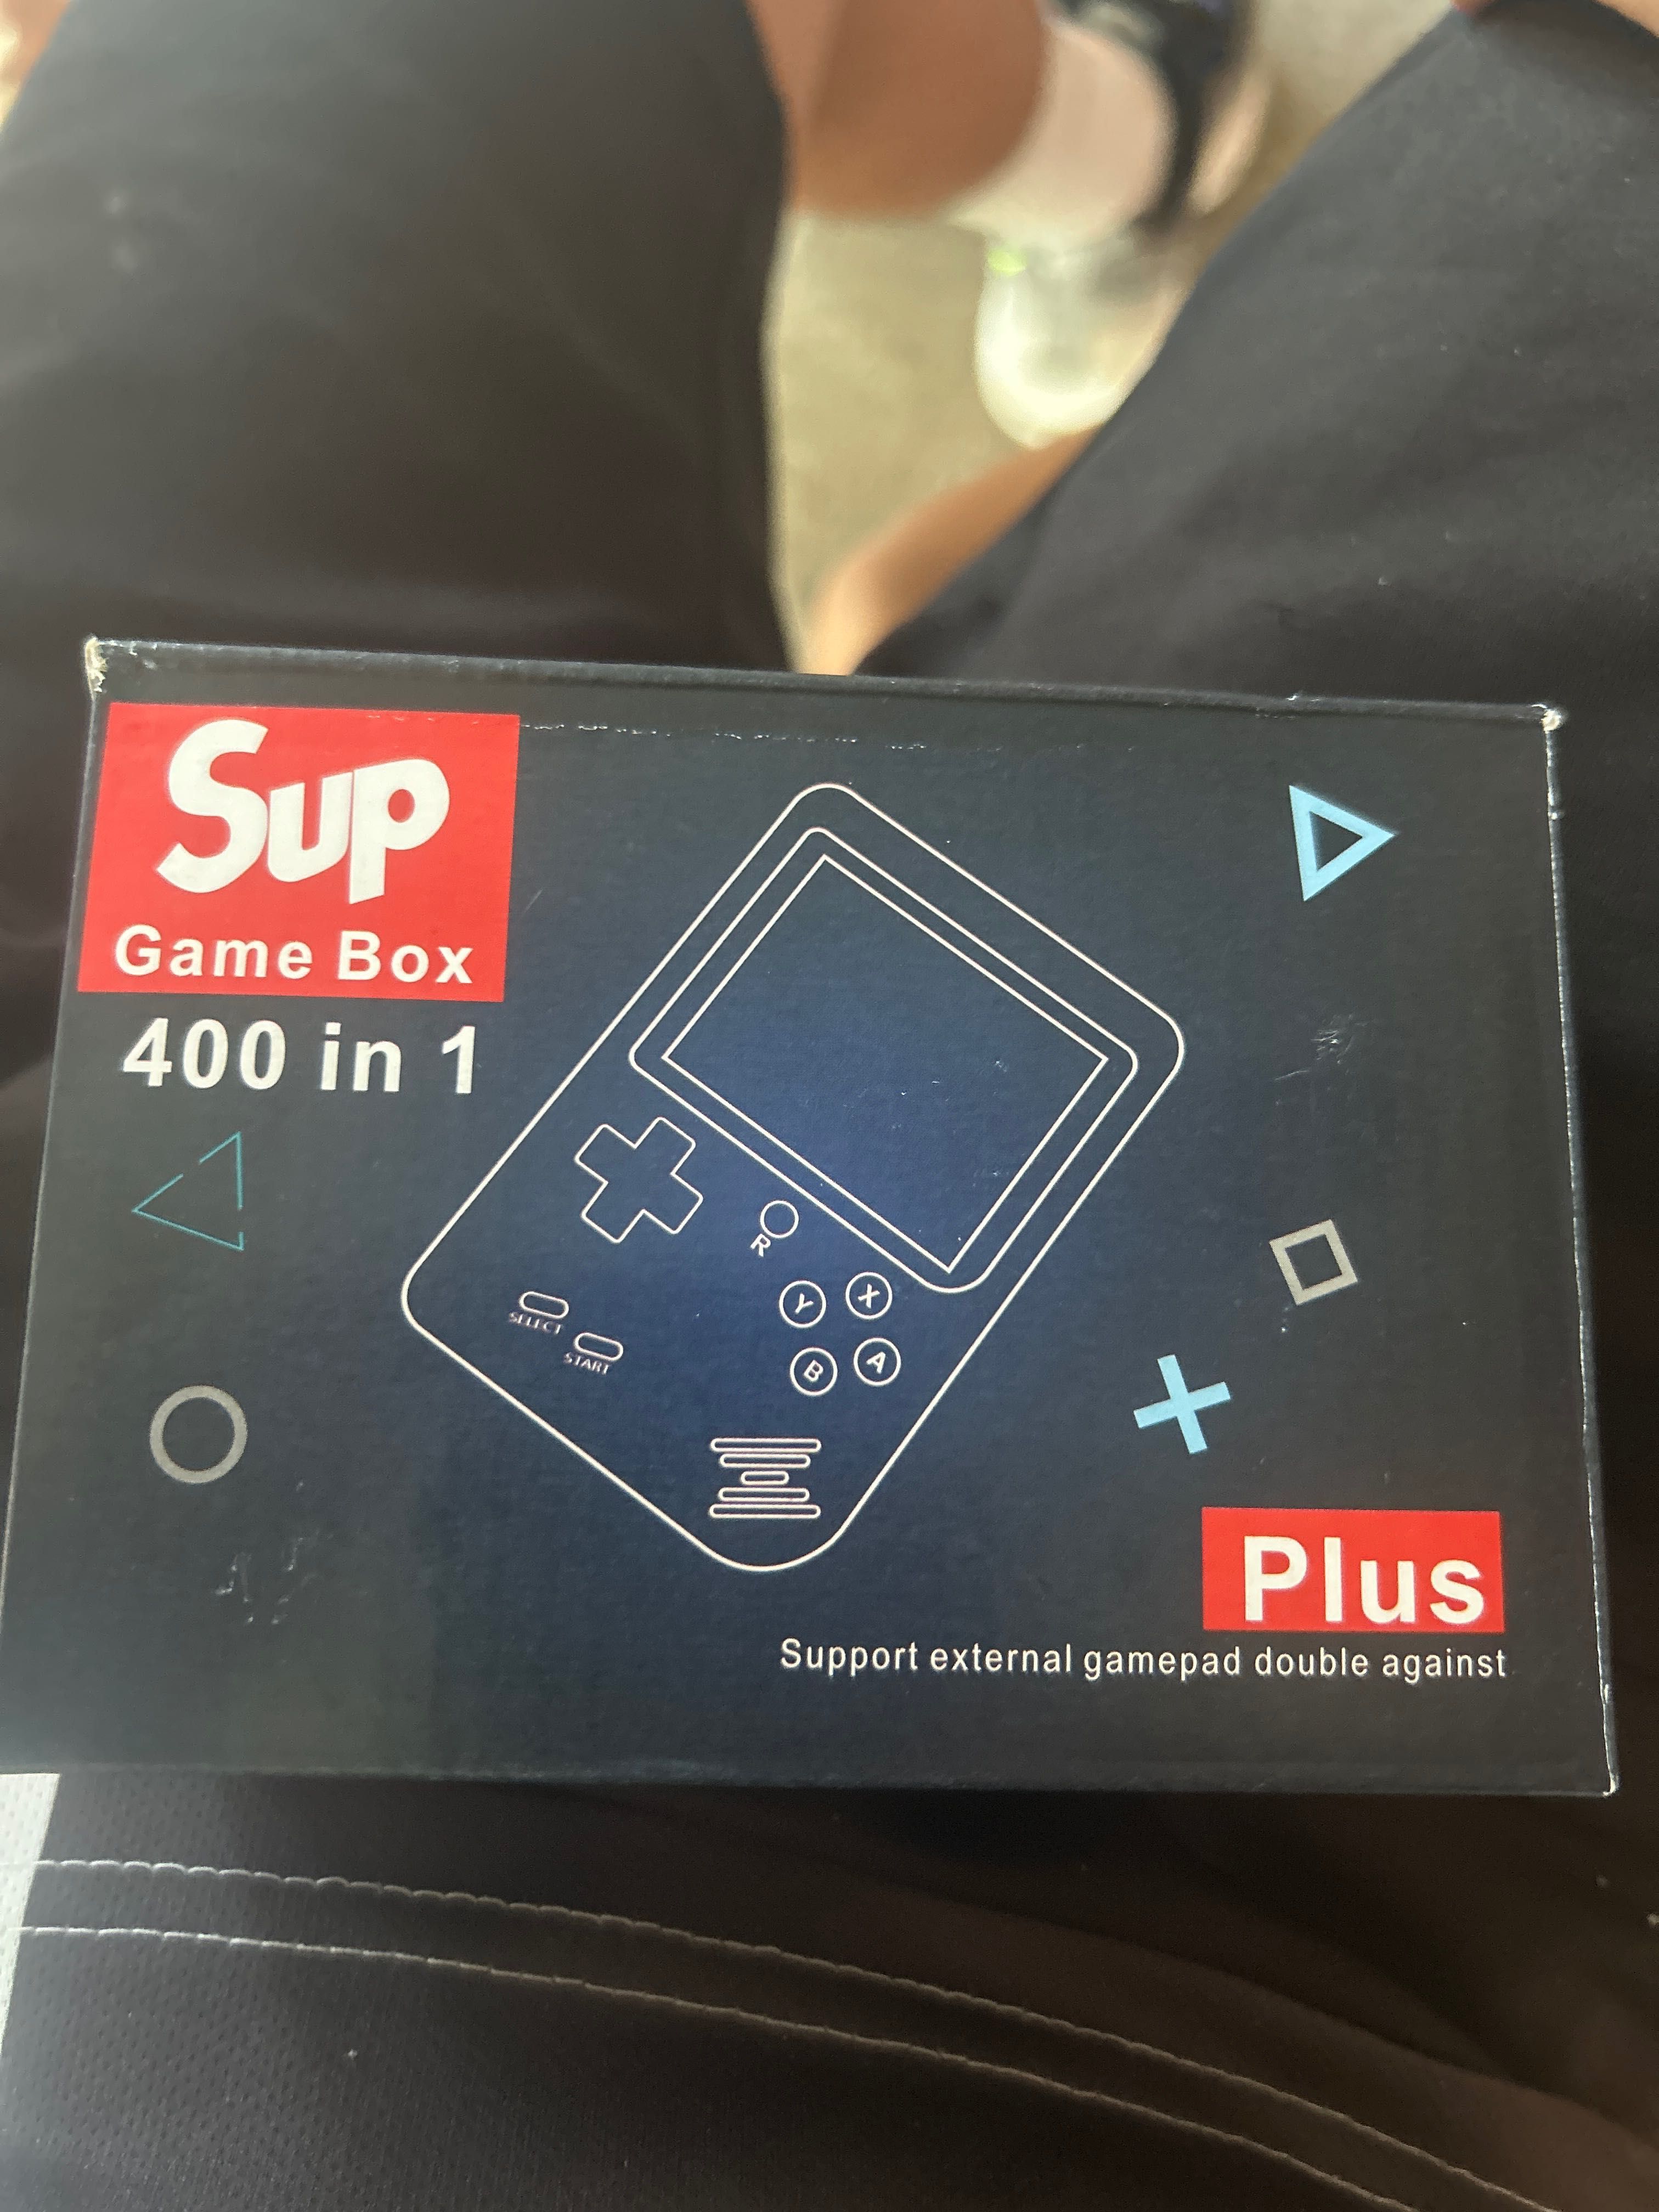 Sup
Game Box
400 in 1
R
SELECT
START
Y
X
B
A
Plus
Support external gamepad double against